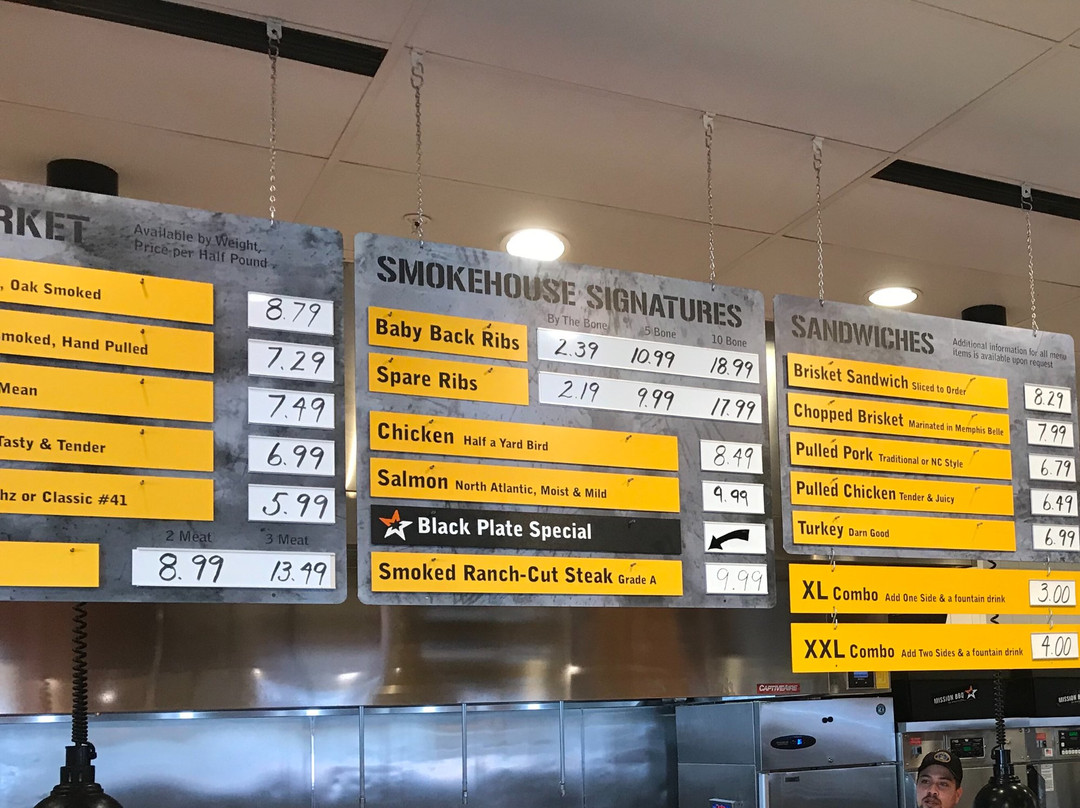 RKET
Available by Weight,
Price per Half Pound
, Oak Smoked 8.79
moked, Hand Pulled 7.29
Mean 7.49
Tasty & Tender 6.99
hz or Classic #41 5.99
2 Meat 3 Meat
8.99 13.49
SMOKEHOUSE SIGNATURES
By The Bone 5 Bone 10 Bone
Baby Back Ribs 2.39 10.99 18.99
Spare Ribs 2.19 9.99 17.99
Chicken Half a Yard Bird 8.49
Salmon North Atlantic, Moist & Mild 9.99
Black Plate Special
Smoked Ranch-Cut Steak Grade A 9.99
SANDWICHES
Additional information for all menu
items is available upon request
Brisket Sandwich Sliced to Order 8.29
Chopped Brisket Marinated in Memphis Belle 7.99
Pulled Pork Traditional or NC Style 6.79
Pulled Chicken Tender & Juicy 6.49
Turkey Darn Good 6.99
XL Combo Add One Side & a fountain drink 3.00
XXL Combo Add Two Sides & a fountain drink 4.00
CAPTIVEAIRE
MISSION BBQ
MISSION BB